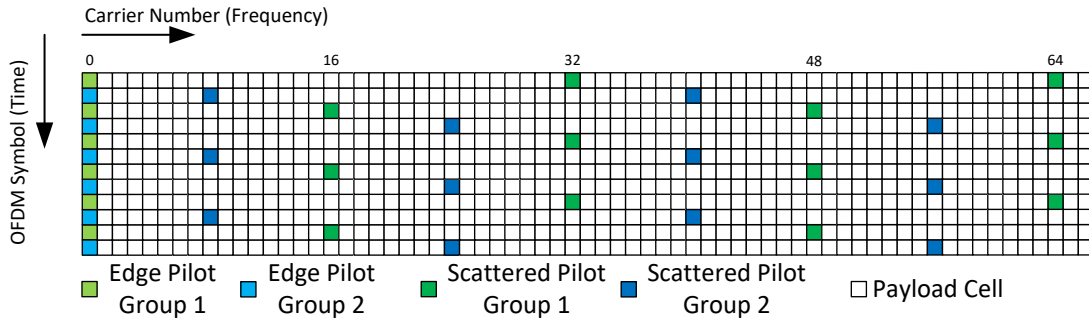 Carrier Number (Frequency)
0 16 32 48 64
OFDM Symbol (Time)
Edge Pilot
Group 1
Edge Pilot
Group 2
Scattered Pilot
Group 1
Scattered Pilot
Group 2
Payload Cell